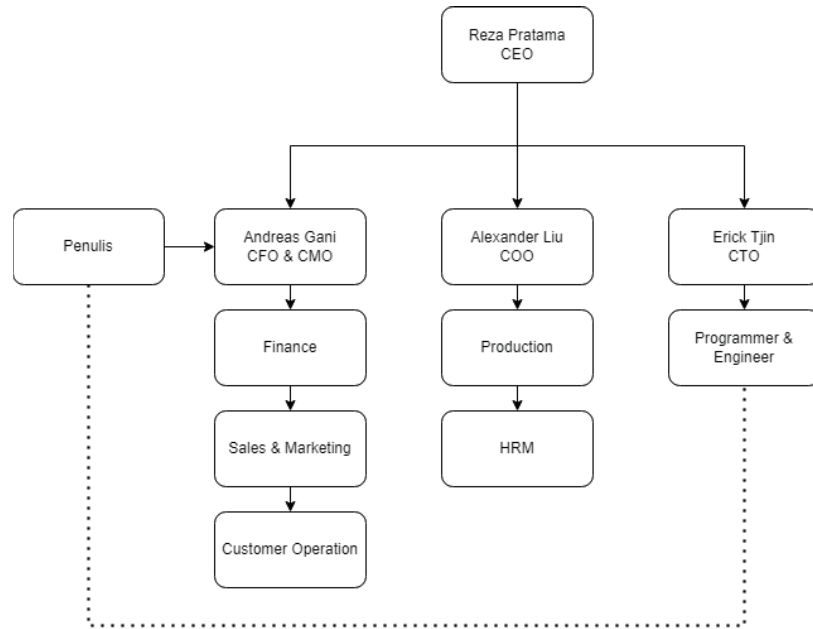 Reza Pratama
CEO
Penulis
Andreas Gani
CFO & CMO
Alexander Liu
COO
Erick Tjin
CTO
Finance
Production
Programmer &
Engineer
Sales & Marketing
HRM
Customer Operation